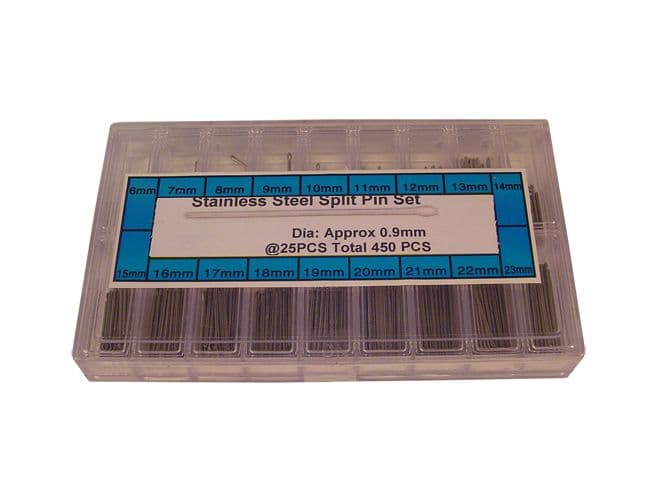 6mm 7mm 8mm 9mm 10mm 11mm 12mm 13mm 14mm
Stainless Steel Split Pin Set
Dia: Approx 0.9mm
@25PCS Total 450 PCS
15mm 16mm 17mm 18mm 19mm 20mm 21mm 22mm 23mm